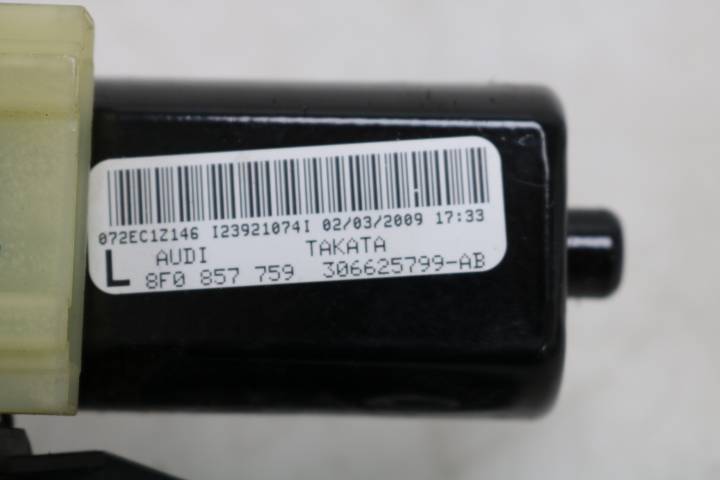 072EC1Z146 I23921074I 02/03/2009 17:33
L AUDI TAKATA
8F0 857 759 306625799-AB